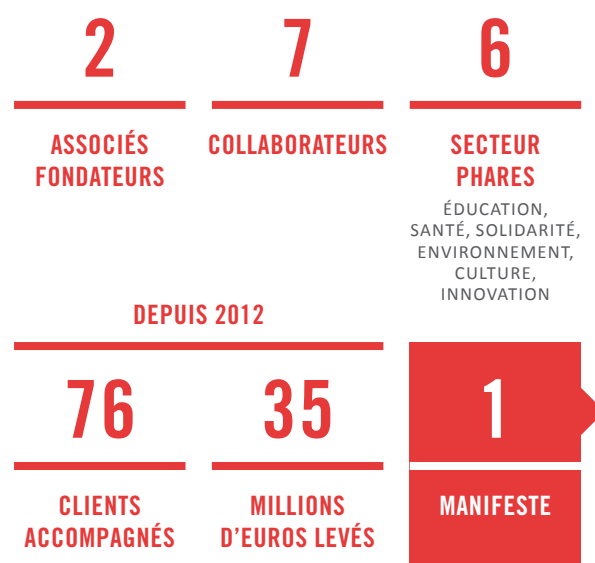 2
ASSOCIÉS
FONDATEURS
7
COLLABORATEURS
6
SECTEUR
PHARES
ÉDUCATION,
SANTÉ, SOLIDARITÉ,
ENVIRONNEMENT,
CULTURE,
INNOVATION
DEPUIS 2012
76
CLIENTS
ACCOMPAGNÉS
35
MILLIONS
D’EUROS LEVÉS
1
MANIFESTE